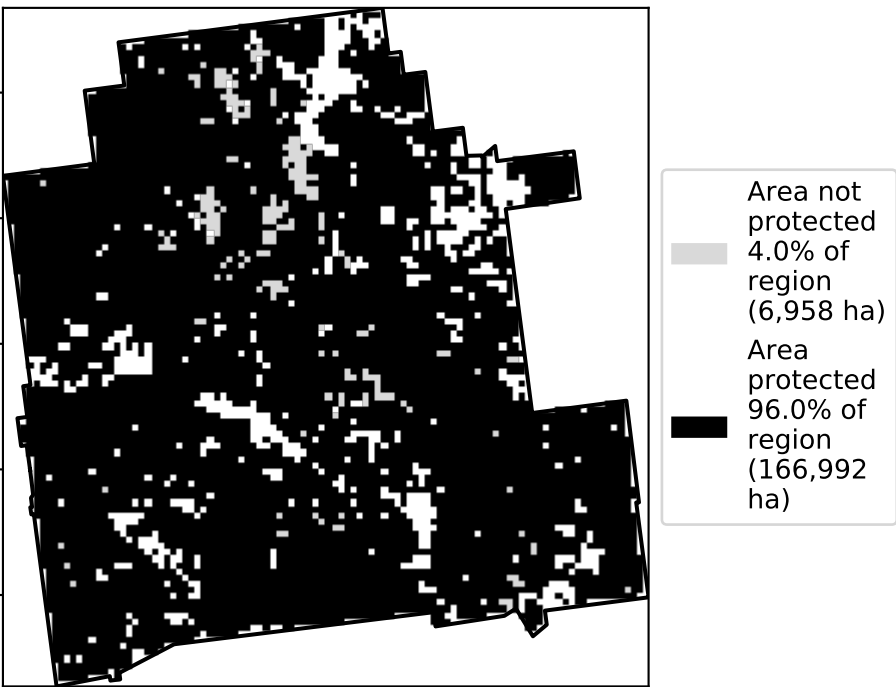 Area not
protected
4.0% of
region
(6,958 ha)
Area
protected
96.0% of
region
(166,992
ha)